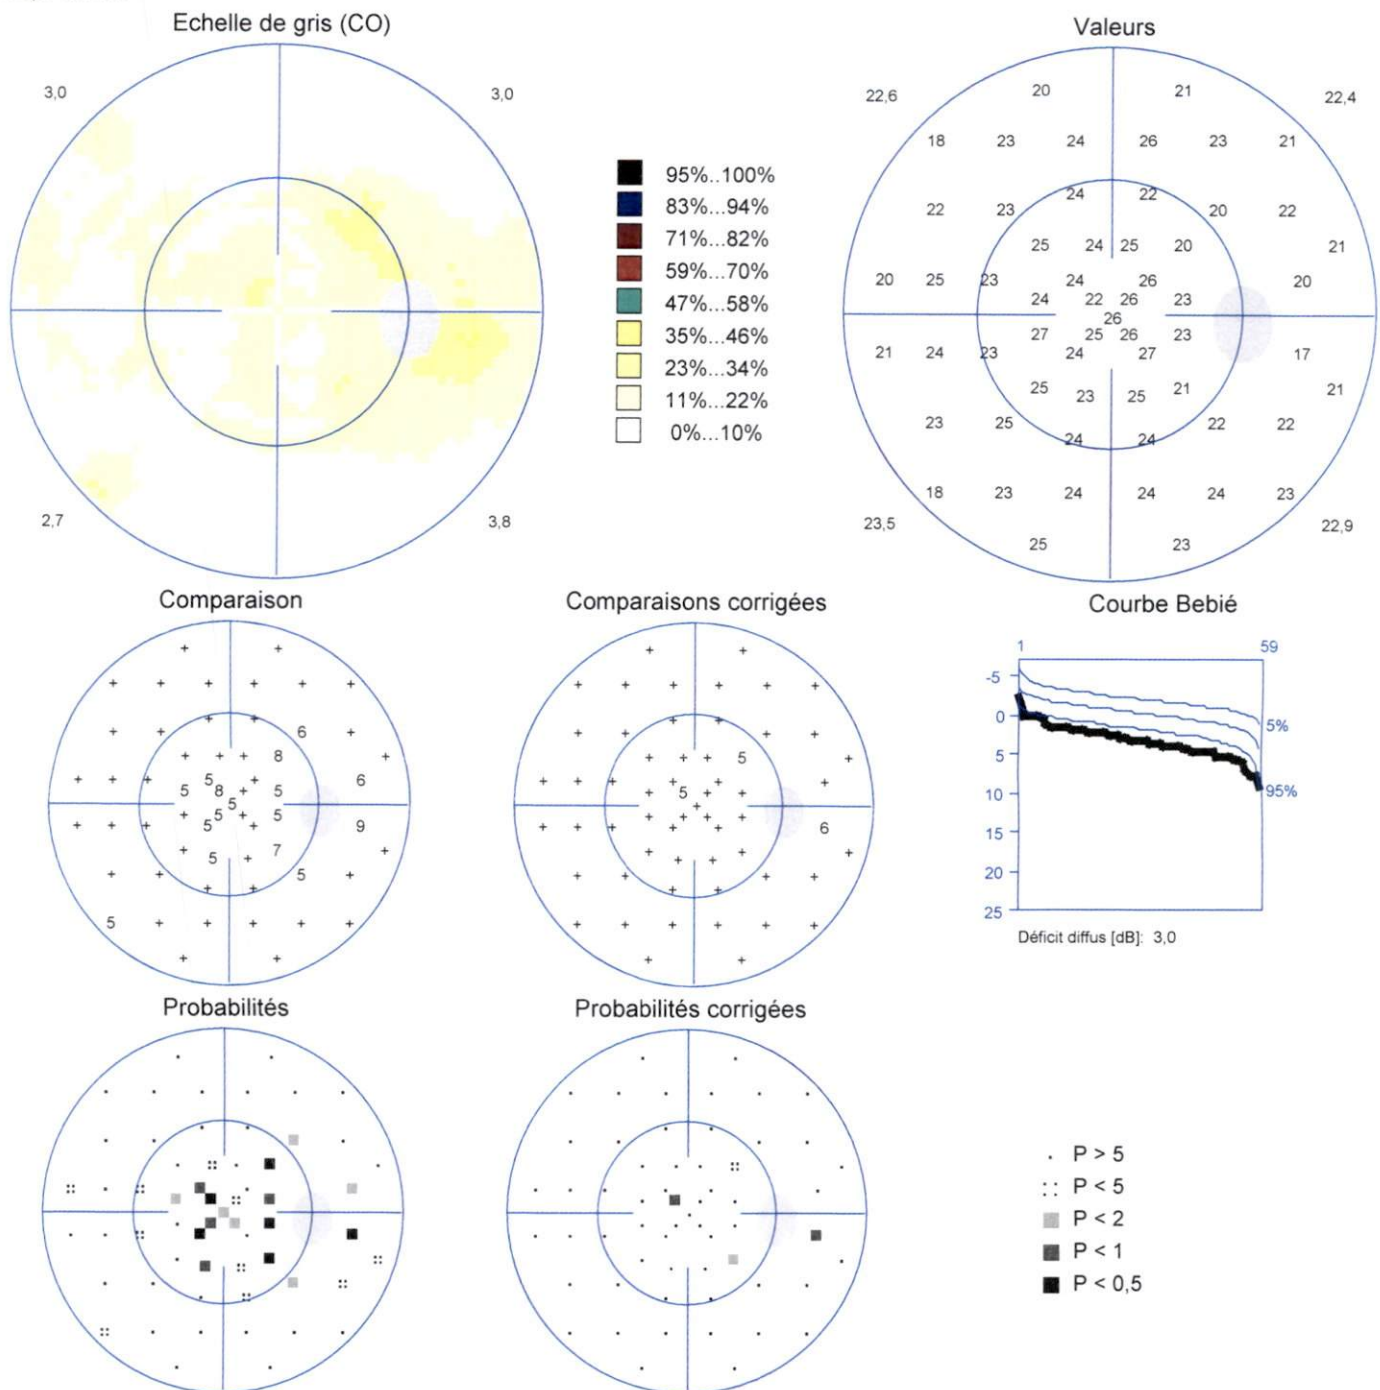 Echelle de gris (CO)
Valeurs
3,0 3,0
22,6 20 21 22,4
18 23 24 26 23 21
95%..100%
83%...94%
71%...82%
59%...70%
47%...58%
35%...46%
23%...34%
11%...22%
0%...10%
24 22
22 23 20 22
25 24 25 20 21
20 25 23 24 26 20
24 22 26 23
26
27 25 26 23
21 24 23 24 27 17
25 23 25 21 21
23 25 22 22
24 24
18 23 24 24 24 23
2,7 3,8
23,5 22,9
25 23
Comparaison
Comparaisons corrigées
Courbe Bebié
+ +
+ + + + + +
+ + + + 6 +
+ + + 8 +
+ + + 5 + 6
5 8 + 5
5
+ 5 + 5
+ + + 5 + 9
+ 5 + 7 +
+ + 5 +
+ +
5 + + + + +
+ +
+ +
+ + + + + +
+ + + + + +
+ + + 5 +
+ + + + + +
+ 5 + +
+
+ + + +
+ + + + + 6
+ + + + +
+ + + +
+ +
+ + + + + +
+ +
1 59
-5
0
5
10
15
20
25
5%
95%
Déficit diffus [dB]: 3,0
Probabilités
Probabilités corrigées
P > 5
P < 5
P < 2
P < 1
P < 0,5